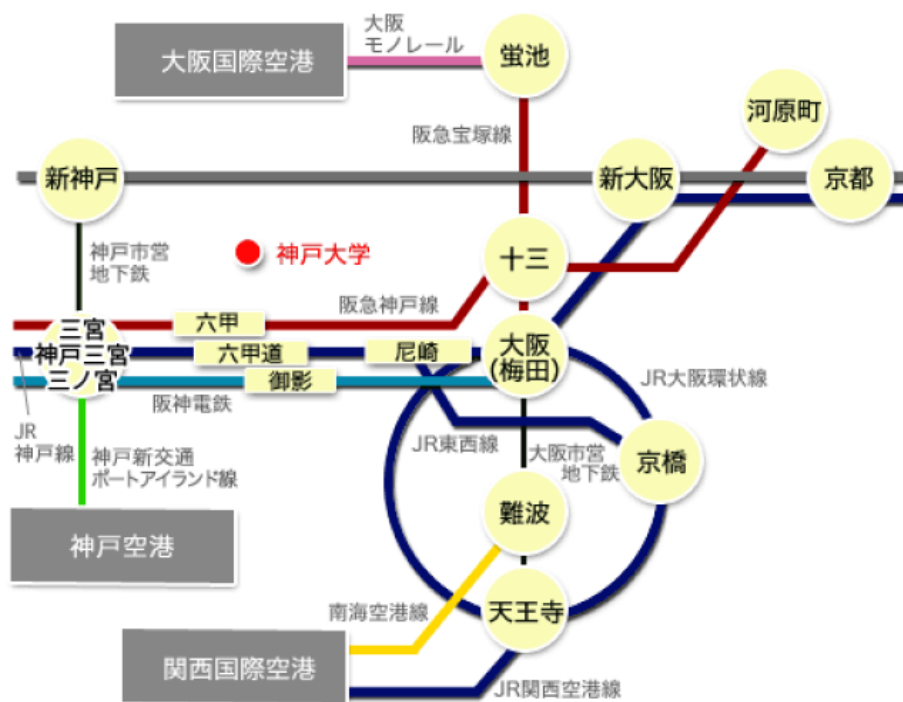 大阪国際空港
大阪
モノレール
蛍池
河原町
阪急宝塚線
新神戸
新大阪
京都
神戸市営
地下鉄
神戸大学
十三
阪急神戸線
三宮
神戸三宮
三ノ宮
六甲
六甲道
尼崎
御影
大阪
(梅田)
JR大阪環状線
阪神電鉄
JR
神戸線
神戸新交通
ポートアイランド線
JR東西線
大阪市営
地下鉄
京橋
難波
神戸空港
南海空港線
天王寺
関西国際空港
JR関西空港線